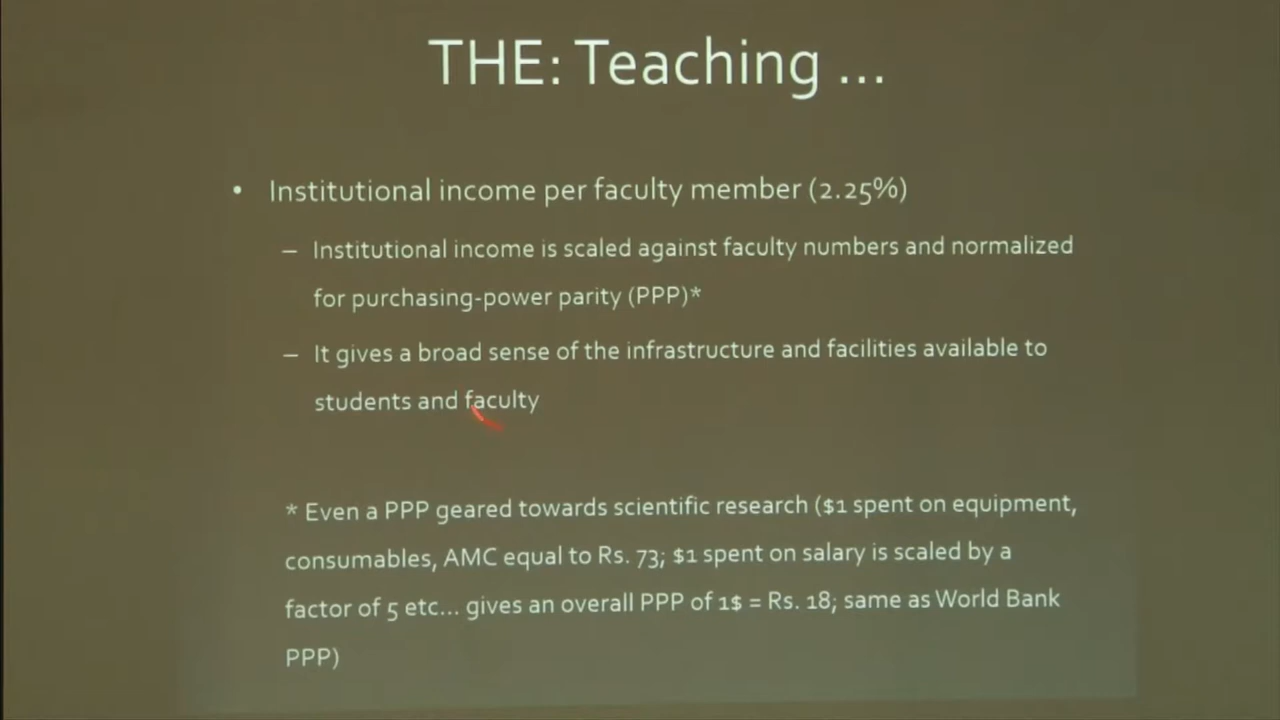 THE: Teaching ...
• Institutional income per faculty member (2.25%)
– Institutional income is scaled against faculty numbers and normalized
for purchasing-power parity (PPP)*
– It gives a broad sense of the infrastructure and facilities available to
students and faculty
* Even a PPP geared towards scientific research ($1 spent on equipment,
consumables, AMC equal to Rs. 73; $1 spent on salary is scaled by a
factor of 5 etc... gives an overall PPP of 1$ = Rs. 18; same as World Bank
PPP)